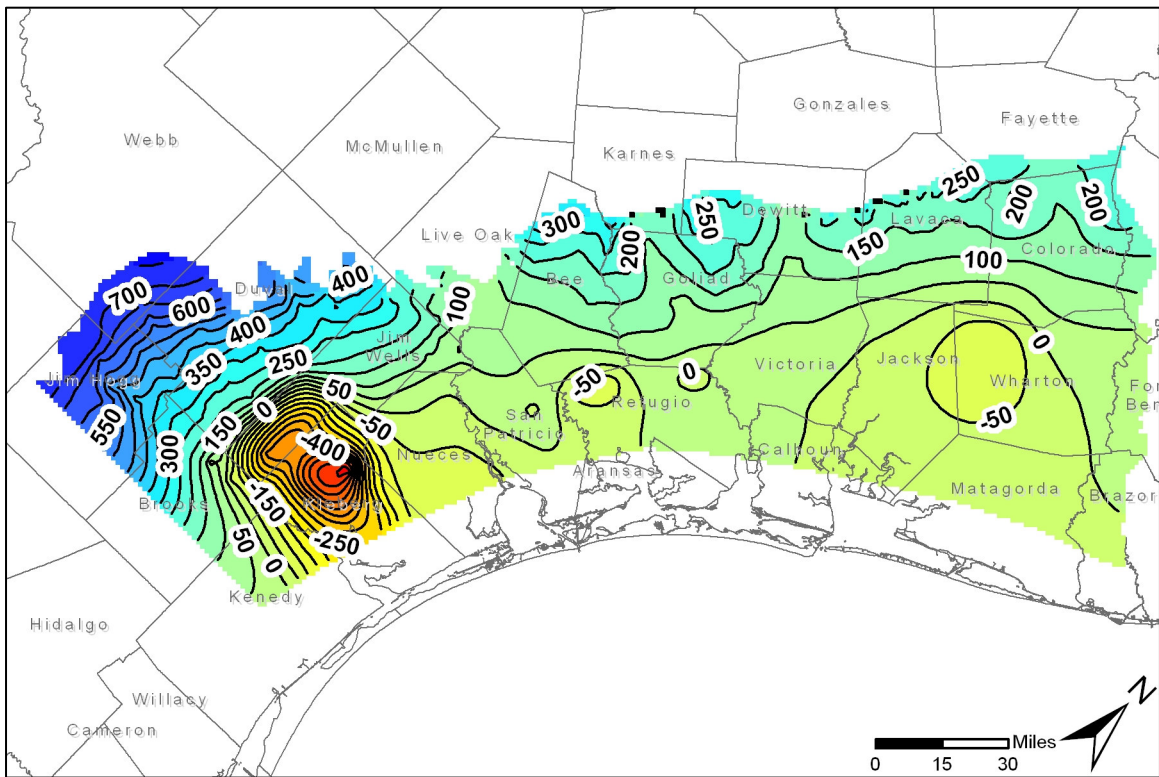 Gonzales
Fayette
Webb
McMullen
Karnes
Live Oak
300
200
250
Dewitt
250
Lavaca
150
200
200
Colorado
100
Bee
Goliad
700
600
Duval
400
400
350
250
100
Jim
Wells
Jim Hogg
550
300
150
0
50
-50
-400
San
Patricio
-50
Refugio
0
Victoria
Jackson
Wharton
0
-50
For
Ben
Nueces
Calhoun
Aransas
Matagorda
Brazor
Brooks
-150
Kleberg
-250
50
0
Kenedy
Hidalgo
Willacy
Cameron
N
Miles
0 15 30